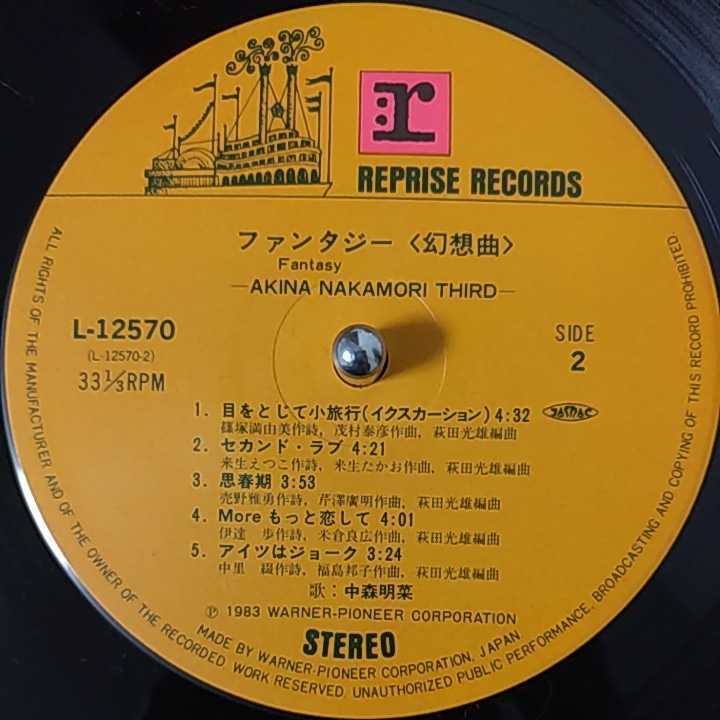 r
REPRISE RECORDS
ファンタジー〈幻想曲〉
Fantasy
—AKINA NAKAMORI THIRD—
L-12570
(L-12570-2)
33 1/3 RPM
SIDE
2
1. 目をとして小旅行(イクスカーション) 4:32 JASRAC
篠塚満由美作詩, 茂村泰彦作曲, 萩田光雄編曲
2. セカンド・ラブ 4:21
来生えつこ作詩, 来生たかお作曲, 萩田光雄編曲
3. 思春期 3:53
売野雅勇作詩, 芹澤廣明作曲, 萩田光雄編曲
4. More もっと恋して 4:01
伊達 歩作詩, 米倉良広作曲, 萩田光雄編曲
5. アイツはジョーク 3:24
中里 綴作詩, 福島邦子作曲, 萩田光雄編曲
歌:中森明菜
Ⓟ 1983 WARNER-PIONEER CORPORATION
STEREO
MADE BY WARNER-PIONEER CORPORATION, JAPAN
ALL RIGHTS OF THE MANUFACTURER AND OF THE OWNER OF THE RECORDED WORK RESERVED. UNAUTHORIZED PUBLIC PERFORMANCE, BROADCASTING AND COPYING OF THIS RECORD PROHIBITED.